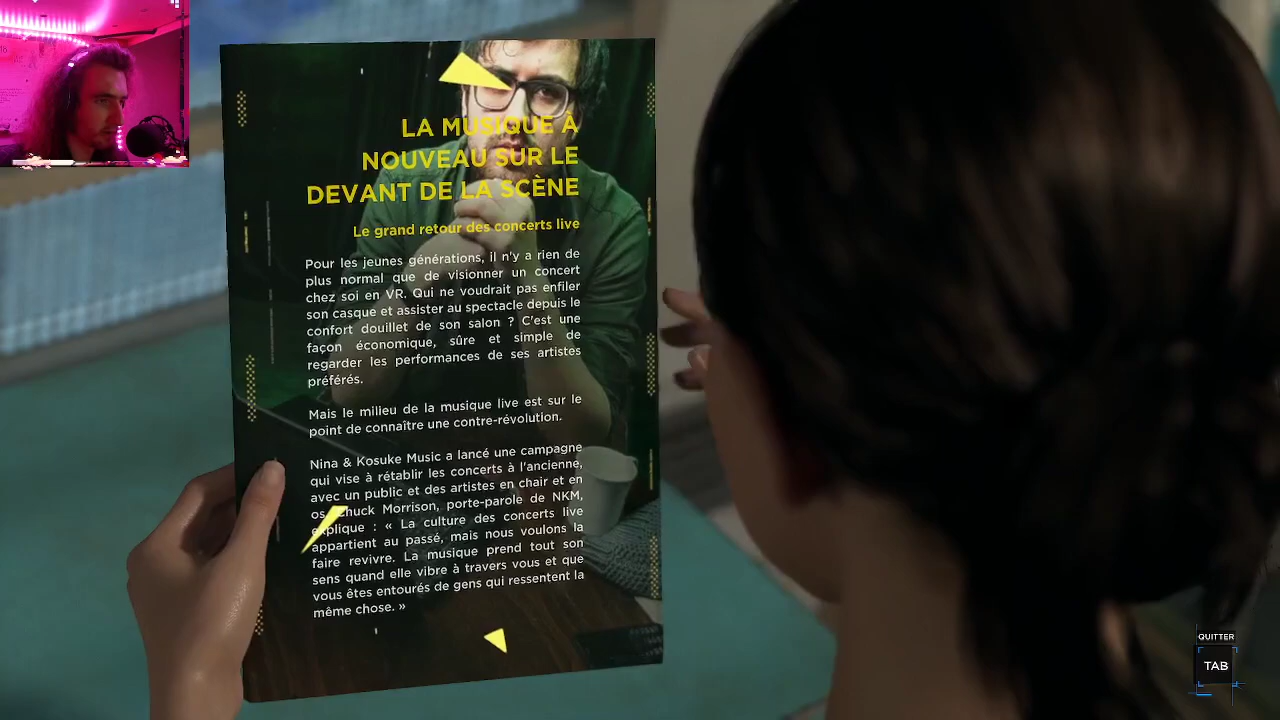 LA MUSIQUE À
NOUVEAU SUR LE
DEVANT DE LA SCÈNE
Le grand retour des concerts live
Pour les jeunes générations, il n'y a rien de
plus normal que de visionner un concert
chez soi en VR. Qui ne voudrait pas enfiler
son casque et assister au spectacle depuis le
confort douillet de son salon ? C'est une
façon économique, sûre et simple de
regarder les performances de ses artistes
préférés.
Mais le milieu de la musique live est sur le
point de connaître une contre-révolution.
Nina & Kosuke Music a lancé une campagne
qui vise à rétablir les concerts à l'ancienne,
avec un public et des artistes en chair et en
os. Chuck Morrison, porte-parole de NKM,
explique : « La culture des concerts live
appartient au passé, mais nous voulons la
faire revivre. La musique prend tout son
sens quand elle vibre à travers vous et que
vous êtes entourés de gens qui ressentent la
même chose. »
QUITTER
TAB